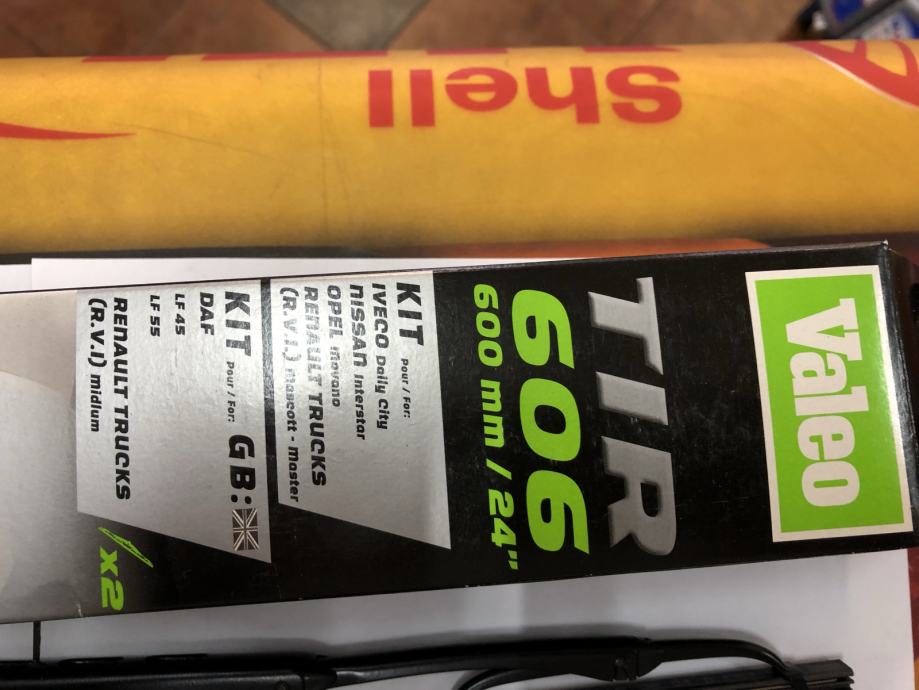 Shell
Valeo
TIR
606
600 mm / 24"
KIT Pour / For:
IVECO Daily City
NISSAN Interstar
OPEL Movano
RENAULT TRUCKS
(R.V.I.) mascott - master
KIT Pour / For: GB:
DAF
LF 45
LF 55
RENAULT TRUCKS
(R.V.I) midlum
x2